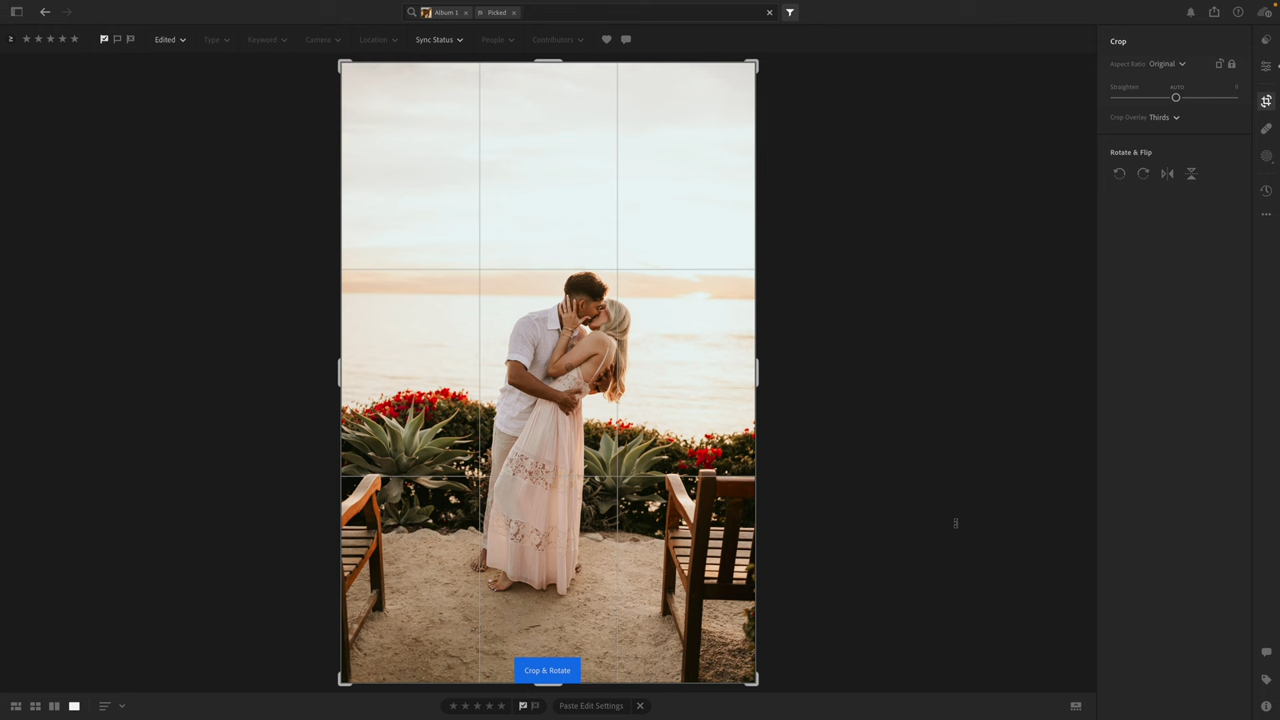 Album 1 × Picked ×
≥ Edited Type Keyword Camera Location Sync Status People Contributors
Crop
Aspect Ratio Original
Straighten AUTO 0
Crop Overlay Thirds
Rotate & Flip
Crop & Rotate
Paste Edit Settings